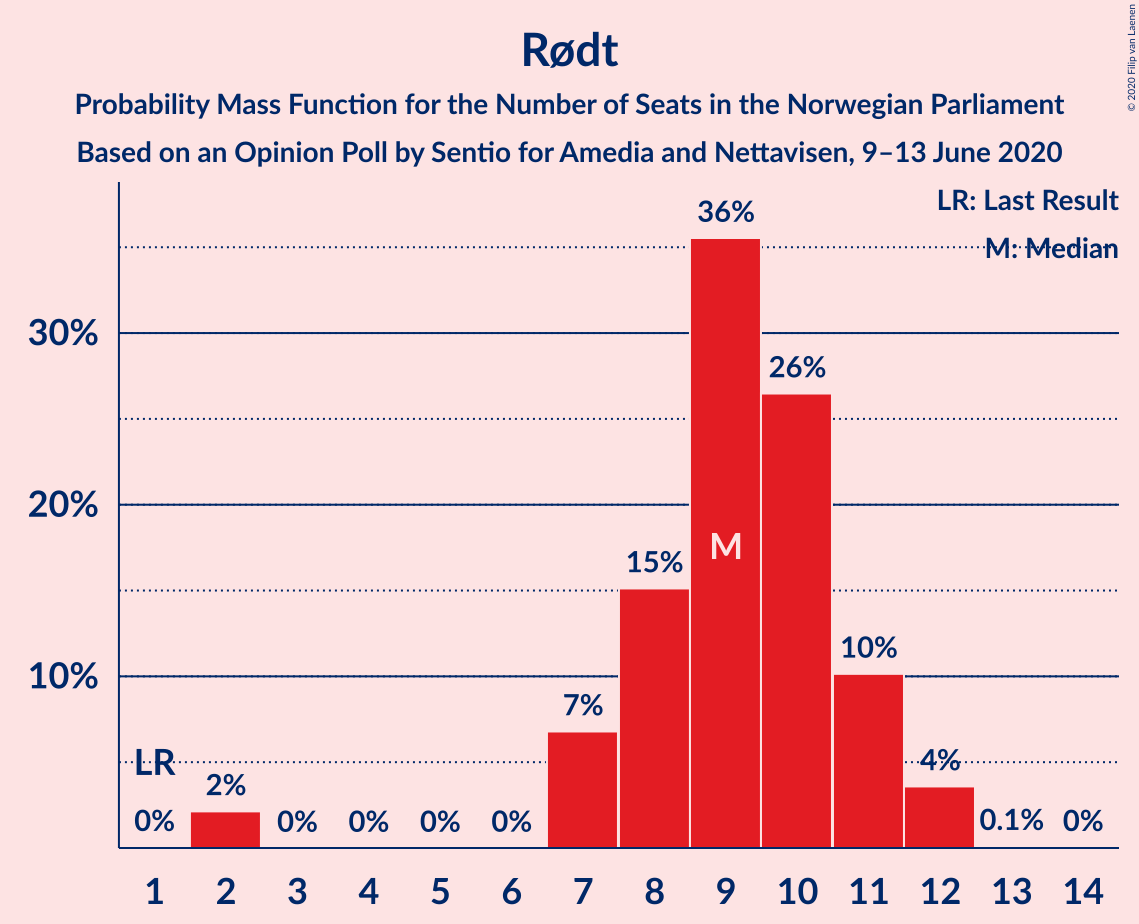 © 2020 Filip van Laenen
Rødt
Probability Mass Function for the Number of Seats in the Norwegian Parliament
Based on an Opinion Poll by Sentio for Amedia and Nettavisen, 9–13 June 2020
LR: Last Result
M: Median
36%
30%
26%
20%
M
15%
10%
10%
7%
LR
4%
2%
0%
0%
0%
0%
0%
0.1%
0%
1 2 3 4 5 6 7 8 9 10 11 12 13 14